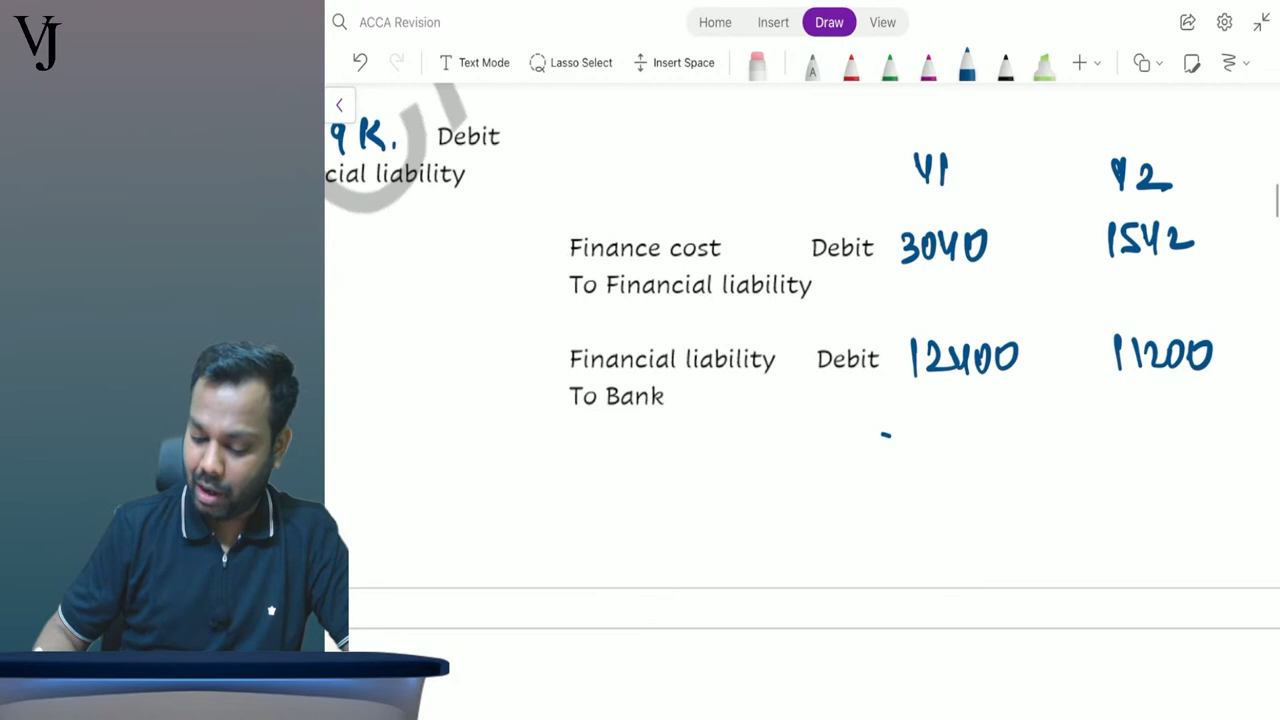 VJ
ACCA Revision
Home Insert Draw View
Text Mode Lasso Select Insert Space
9K. Debit
cial liability
Y1 Y2
Finance cost Debit 3040 1542
To Financial liability
Financial liability Debit 12400 11200
To Bank